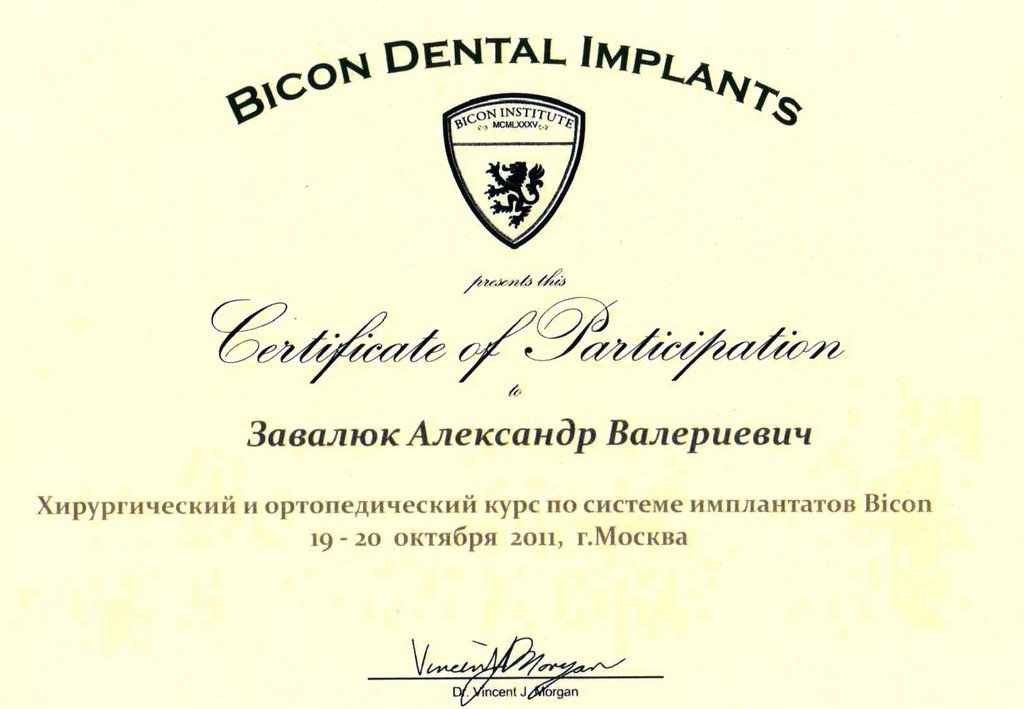 BICON DENTAL IMPLANTS
BICON INSTITUTE
MCMLXXXV
presents this
Certificate of Participation
to
Завалюк Александр Валериевич
Хирургический и ортопедический курс по системе имплантатов Bicon
19 - 20 октября 2011, г.Москва
Vincent J Morgan
Dr. Vincent J. Morgan